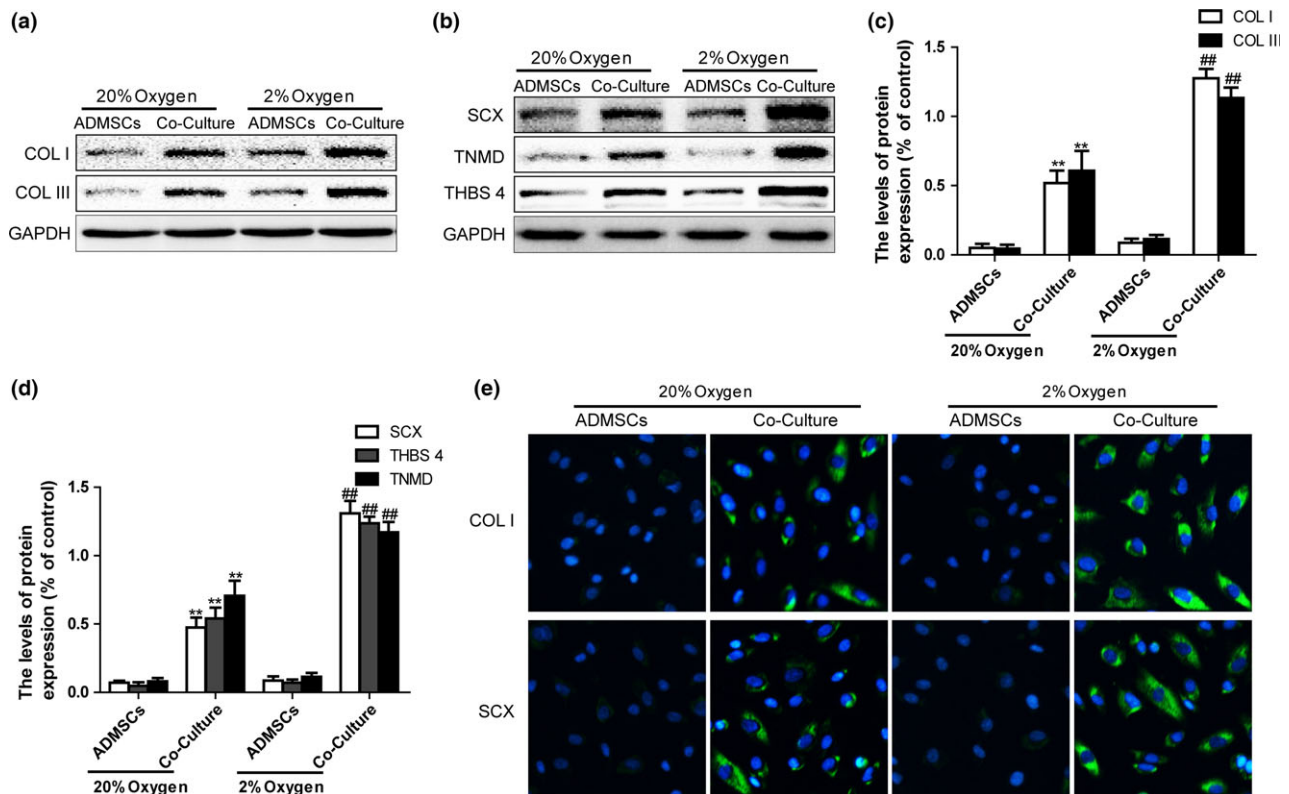 (a)
20% Oxygen 2% Oxygen
ADMSCs Co-Culture ADMSCs Co-Culture
COL I
COL III
GAPDH
(b)
20% Oxygen 2% Oxygen
ADMSCs Co-Culture ADMSCs Co-Culture
SCX
TNMD
THBS 4
GAPDH
(c)
COL I
COL III
The levels of protein
expression (% of control)
1.5
1.0
0.5
0.0
** **
## ##
ADMSCs Co-Culture ADMSCs Co-Culture
20% Oxygen 2% Oxygen
(d)
SCX
THBS 4
TNMD
The levels of protein
expression (% of control)
1.5
1.0
0.5
0.0
** ** **
## ## ##
ADMSCs Co-Culture ADMSCs Co-Culture
20% Oxygen 2% Oxygen
(e)
20% Oxygen 2% Oxygen
ADMSCs Co-Culture ADMSCs Co-Culture
COL I
SCX